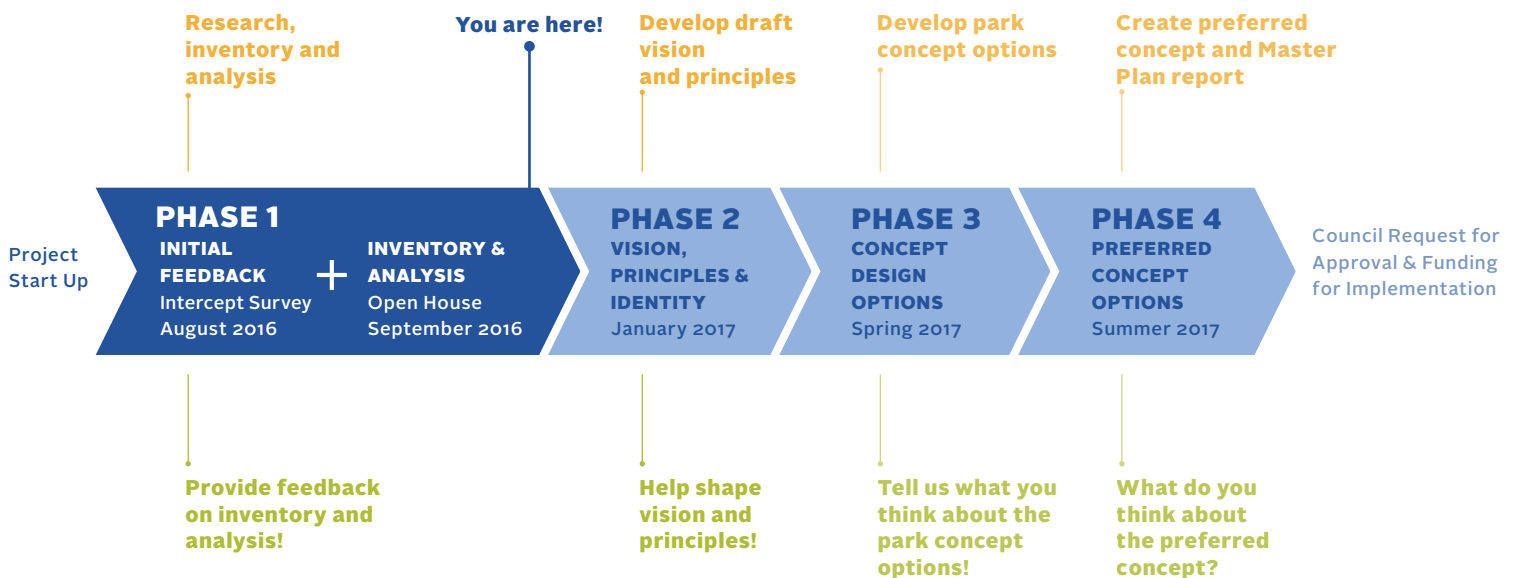 Research,
inventory and
analysis
You are here!
Develop draft
vision
and principles
Develop park
concept options
Create preferred
concept and Master
Plan report
Project
Start Up
PHASE 1
INITIAL
FEEDBACK
Intercept Survey
August 2016
+
INVENTORY &
ANALYSIS
Open House
September 2016
PHASE 2
VISION,
PRINCIPLES &
IDENTITY
January 2017
PHASE 3
CONCEPT
DESIGN
OPTIONS
Spring 2017
PHASE 4
PREFERRED
CONCEPT
OPTIONS
Summer 2017
Council Request for
Approval & Funding
for Implementation
Provide feedback
on inventory and
analysis!
Help shape
vision and
principles!
Tell us what you
think about the
park concept
options!
What do you
think about
the preferred
concept?